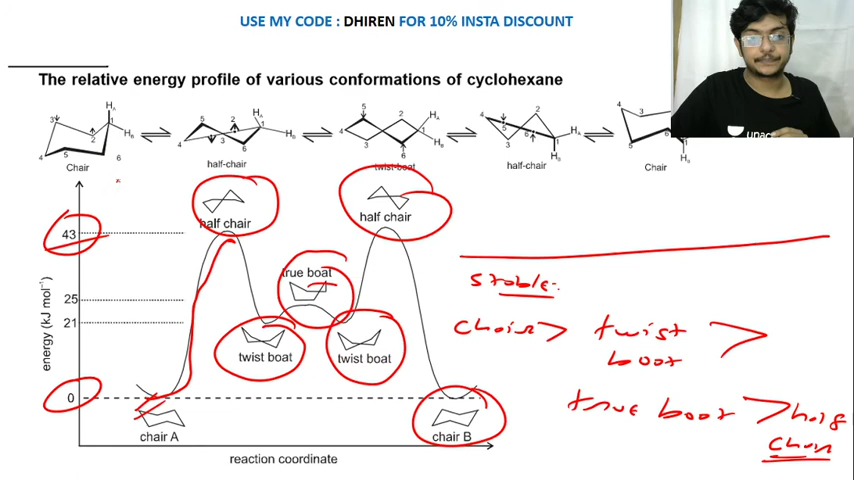 USE MY CODE : DHIREN FOR 10% INSTA DISCOUNT
The relative energy profile of various conformations of cyclohexane
Chair
half-chair
twist-boat
half-chair
Chair
half chair
half chair
43
true boat
25
21
twist boat
twist boat
0
chair A
chair B
energy (kJ mol⁻¹)
reaction coordinate
stable:-
chair > twist boat >
true boat > half
chair